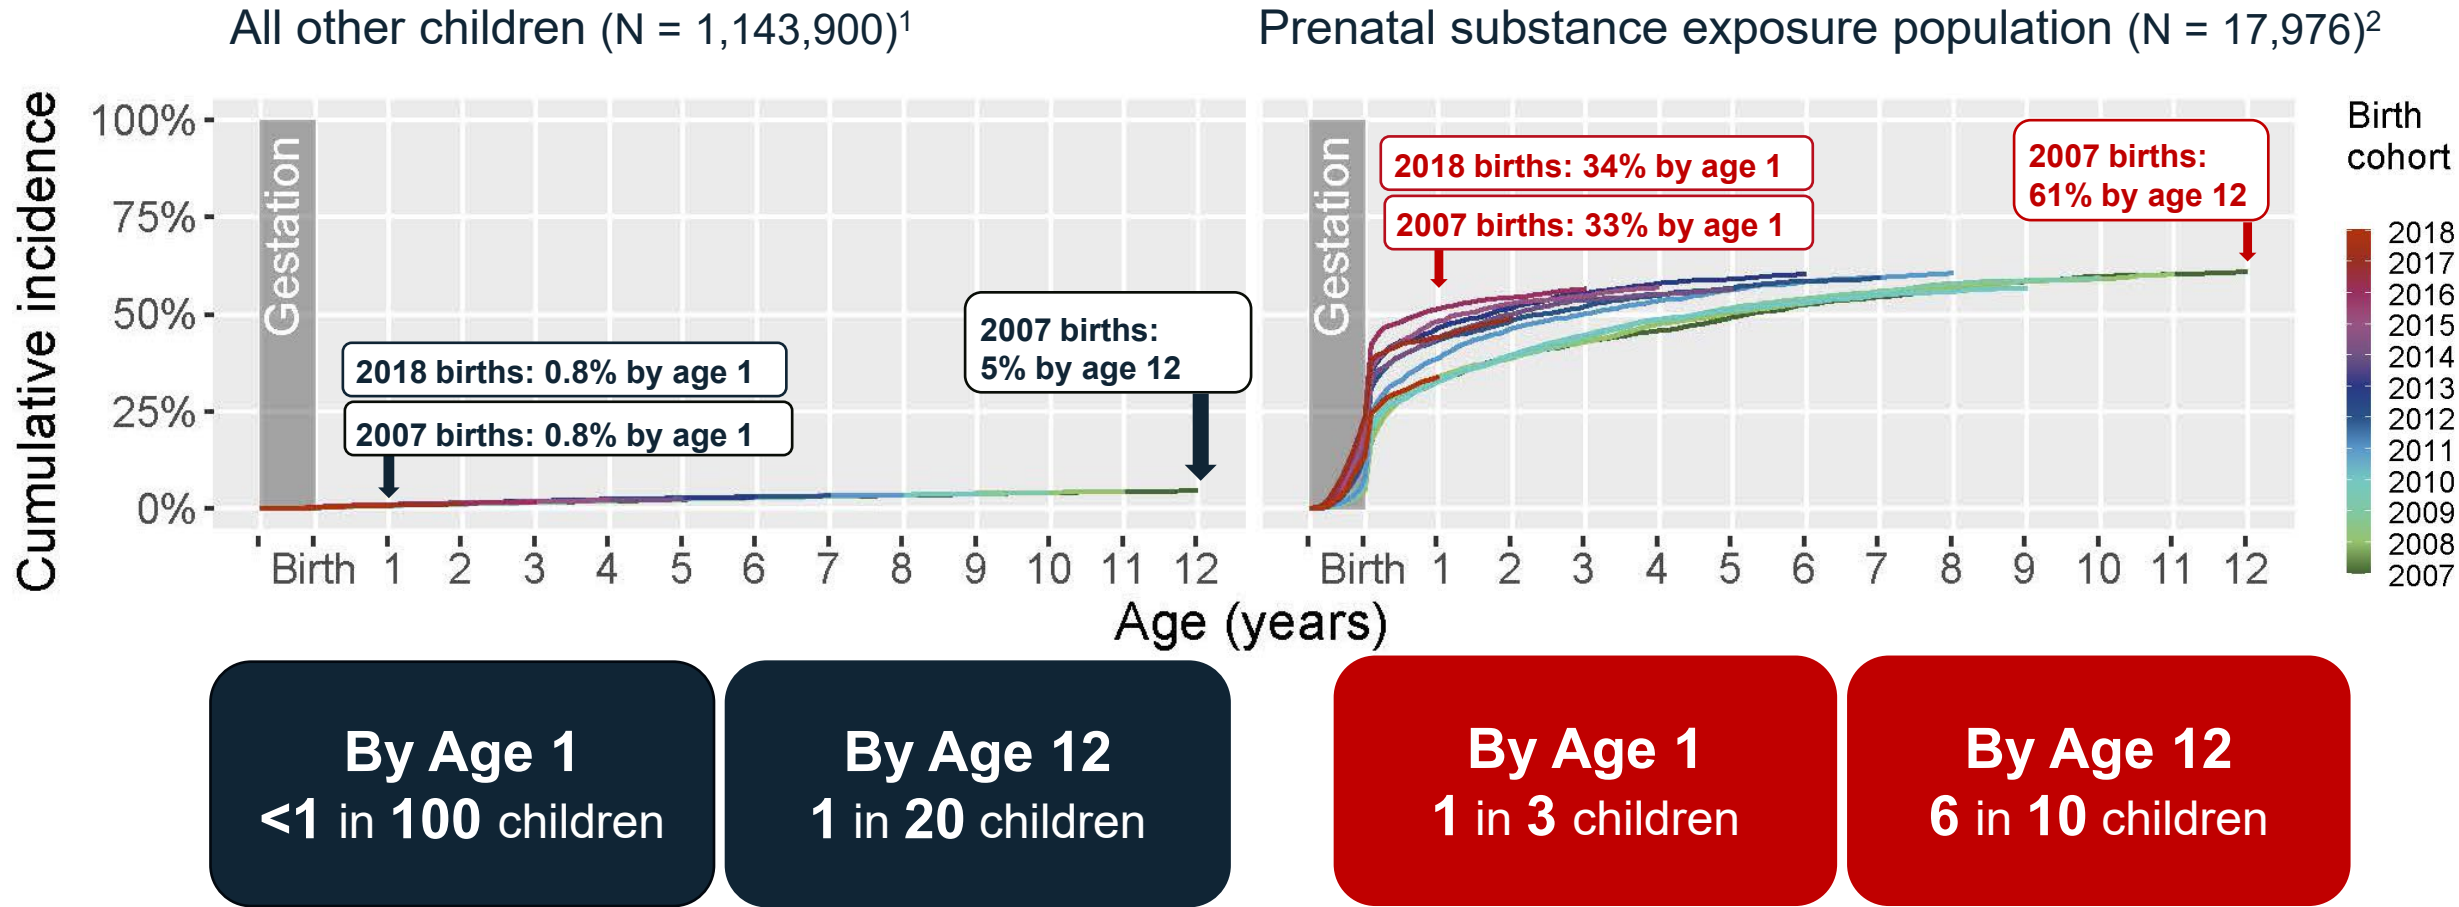 All other children (N = 1,143,900)¹
Prenatal substance exposure population (N = 17,976)²
Cumulative incidence
100%
75%
50%
25%
0%
Gestation
2018 births: 0.8% by age 1
2007 births: 0.8% by age 1
2007 births:
5% by age 12
Birth 1 2 3 4 5 6 7 8 9 10 11 12
Gestation
2018 births: 34% by age 1
2007 births: 33% by age 1
2007 births:
61% by age 12
Birth 1 2 3 4 5 6 7 8 9 10 11 12
Age (years)
Birth
cohort
2018
2017
2016
2015
2014
2013
2012
2011
2010
2009
2008
2007
By Age 1
<1 in 100 children
By Age 12
1 in 20 children
By Age 1
1 in 3 children
By Age 12
6 in 10 children